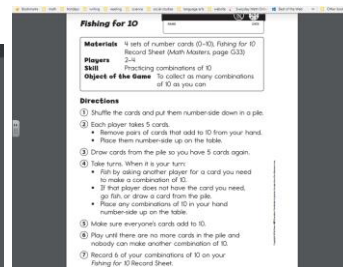 Fishing for 10
Materials 4 sets of number cards (0–10), Fishing for 10
Record Sheet (Math Masters, page G33)
Players 2–4
Skill Practicing combinations of 10
Object of the Game To collect as many combinations
of 10 as you can
Directions
① Shuffle the cards and put them number-side down in a pile.
② Each player takes 5 cards.
• Remove pairs of cards that add to 10 from your hand.
• Place them number-side up on the table.
③ Draw cards from the pile so you have 5 cards again.
④ Take turns. When it is your turn:
• Fish by asking another player for a card you need
to make a combination of 10.
• If that player does not have the card you need,
go fish, or draw a card from the pile.
• Place any combinations of 10 in your hand
number-side up on the table.
⑤ Make sure everyone's cards add to 10.
⑥ Play until there are no more cards in the pile and
nobody can make another combination of 10.
⑦ Record 6 of your combinations of 10 on your
Fishing for 10 Record Sheet.